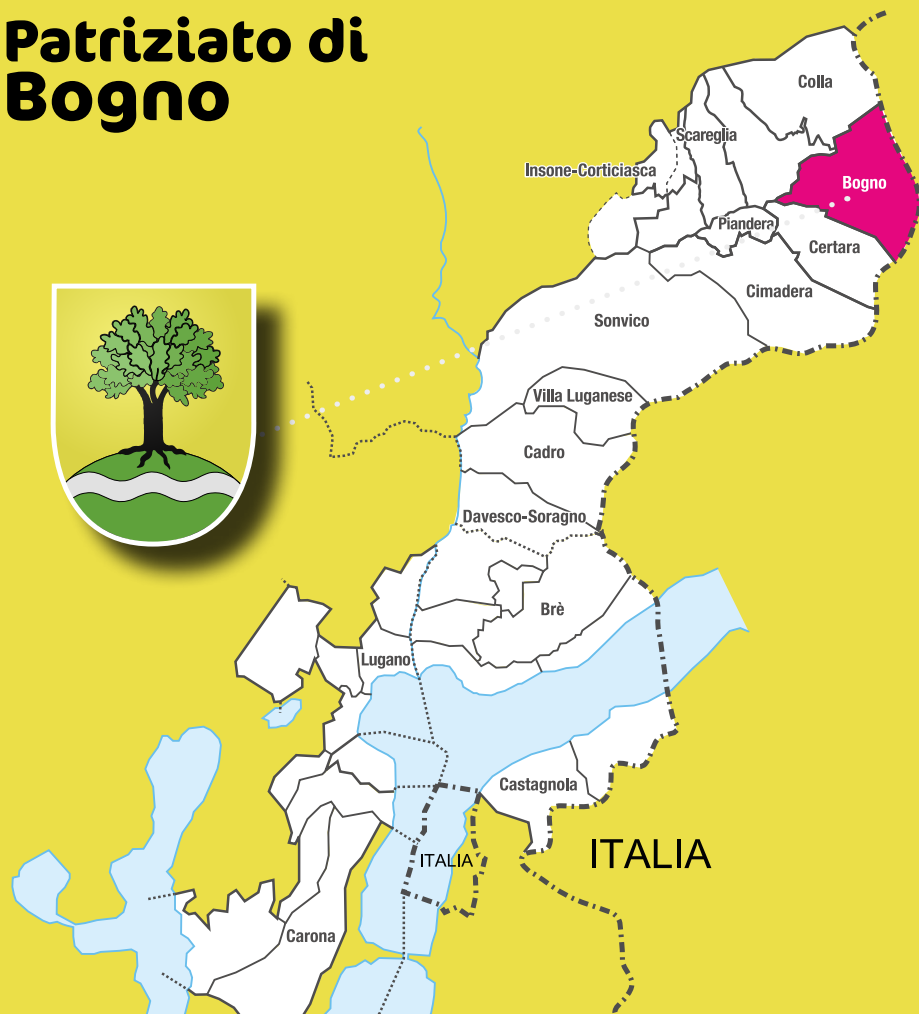 Patriziato di
Bogno
Colla
Scareglia
Insone-Corticiasca
Bogno
Piandera
Certara
Cimadera
Sonvico
Villa Luganese
Cadro
Davesco-Soragno
Brè
Lugano
Castagnola
ITALIA
ITALIA
Carona